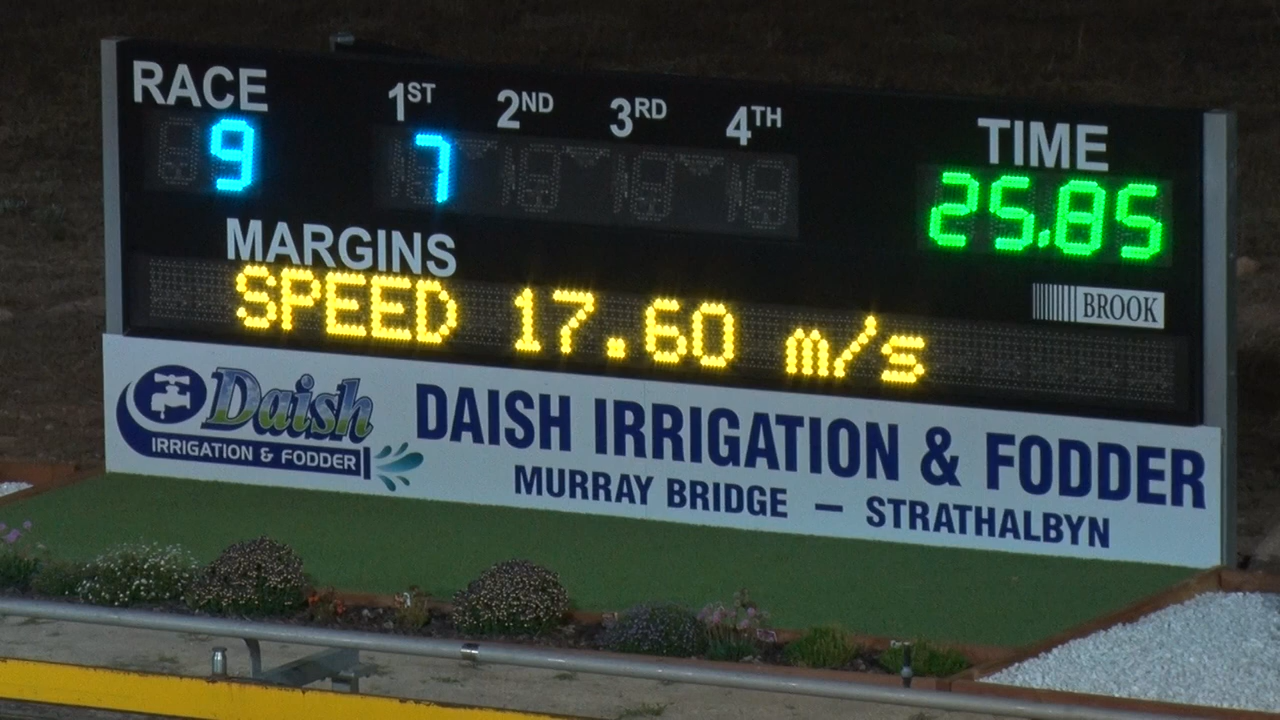 RACE 1ST 2ND 3RD 4TH TIME
9 7 25.85
MARGINS
SPEED 17.60 m/s
BROOK
Daish
IRRIGATION & FODDER
DAISH IRRIGATION & FODDER
MURRAY BRIDGE – STRATHALBYN